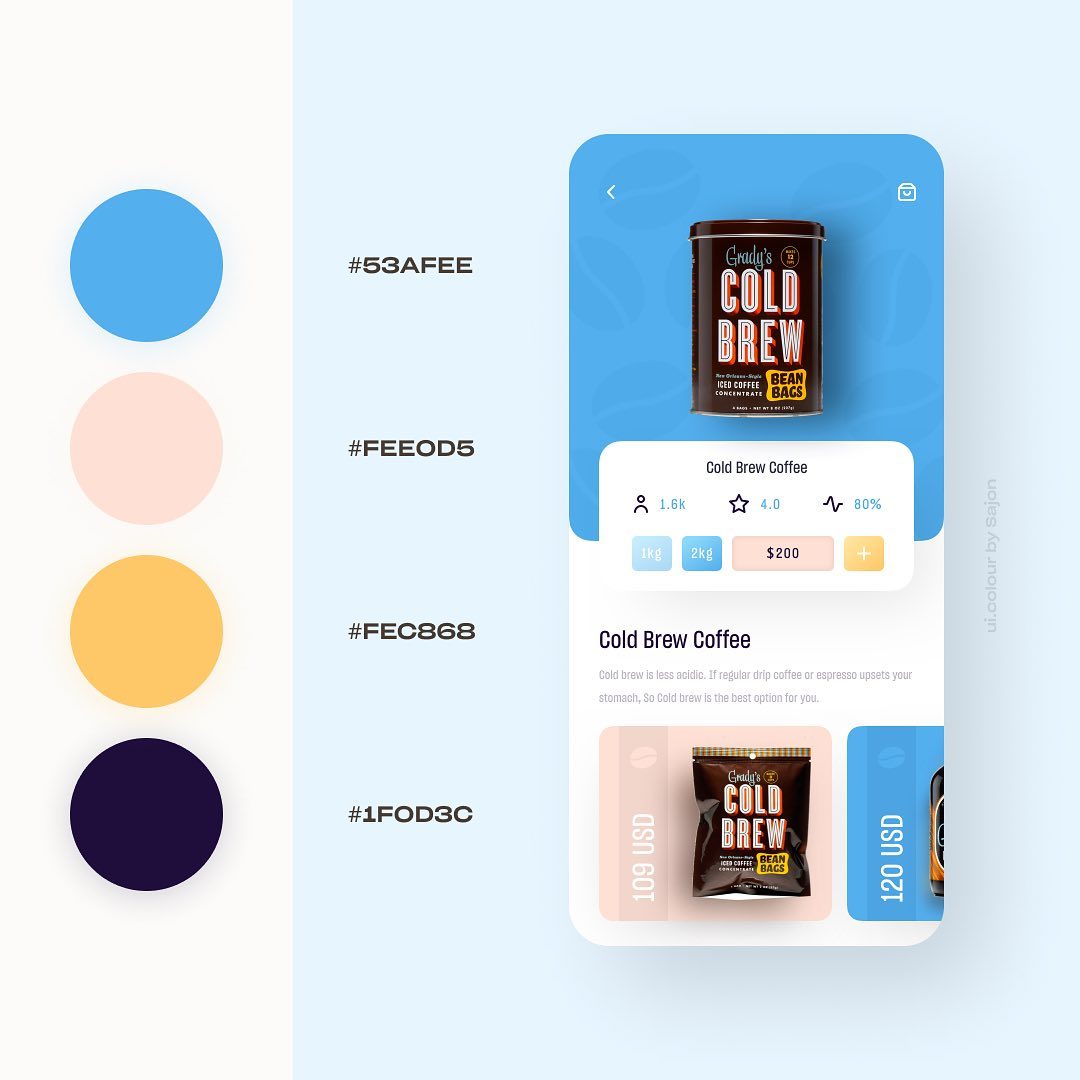 #53AFEE
#FEE0D5
#FEC868
#1F0D3C
Grady's
MAKES
12
CUPS
COLD
BREW
New Orleans-Style
ICED COFFEE
CONCENTRATE
BEAN
BAGS
4 BAGS • NET WT 8 OZ (227g)
Cold Brew Coffee
1.6k
4.0
80%
1kg
2kg
$200
+
Cold Brew Coffee
Cold brew is less acidic. If regular drip coffee or espresso upsets your
stomach, So Cold brew is the best option for you.
109 USD
Grady's
COLD
BREW
New Orleans-Style
ICED COFFEE
CONCENTRATE
BEAN
BAGS
120 USD
ui.colour by Sajon